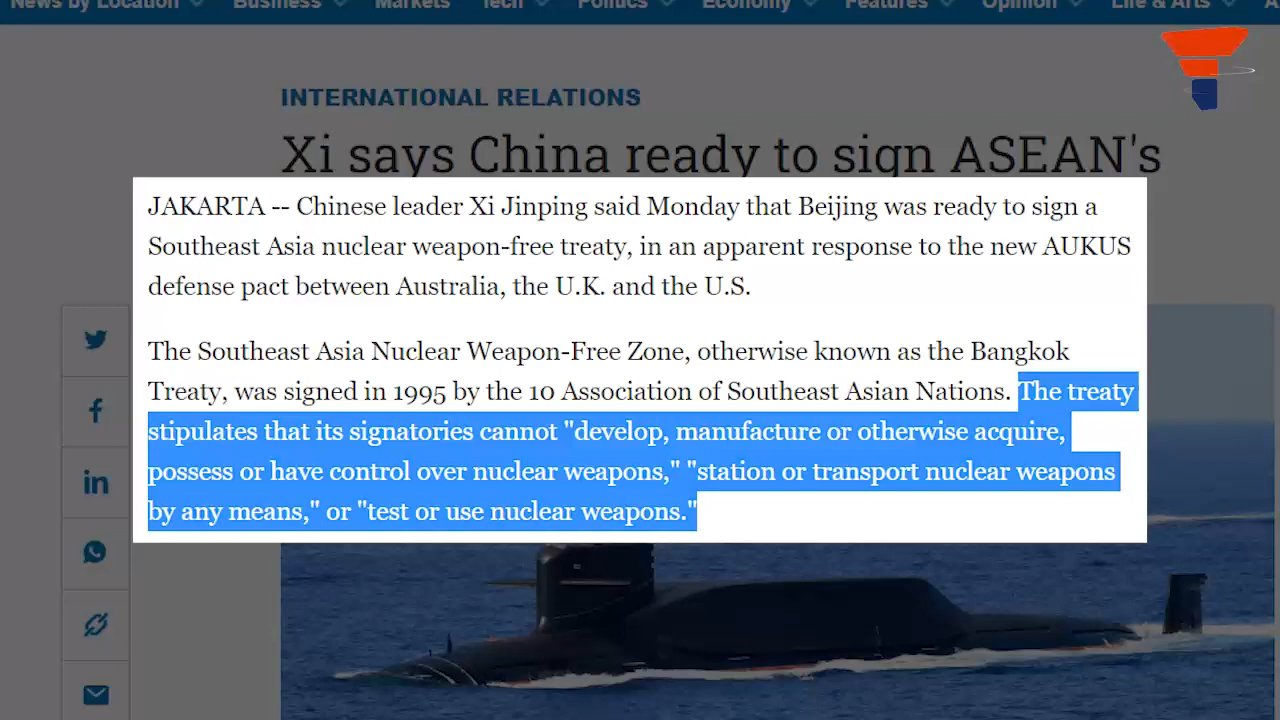 News by Location Business Markets Tech Politics Economy Features Opinion Life & Arts
INTERNATIONAL RELATIONS
Xi says China ready to sign ASEAN's
JAKARTA -- Chinese leader Xi Jinping said Monday that Beijing was ready to sign a
Southeast Asia nuclear weapon-free treaty, in an apparent response to the new AUKUS
defense pact between Australia, the U.K. and the U.S.
The Southeast Asia Nuclear Weapon-Free Zone, otherwise known as the Bangkok
Treaty, was signed in 1995 by the 10 Association of Southeast Asian Nations. The treaty
stipulates that its signatories cannot "develop, manufacture or otherwise acquire,
possess or have control over nuclear weapons," "station or transport nuclear weapons
by any means," or "test or use nuclear weapons."